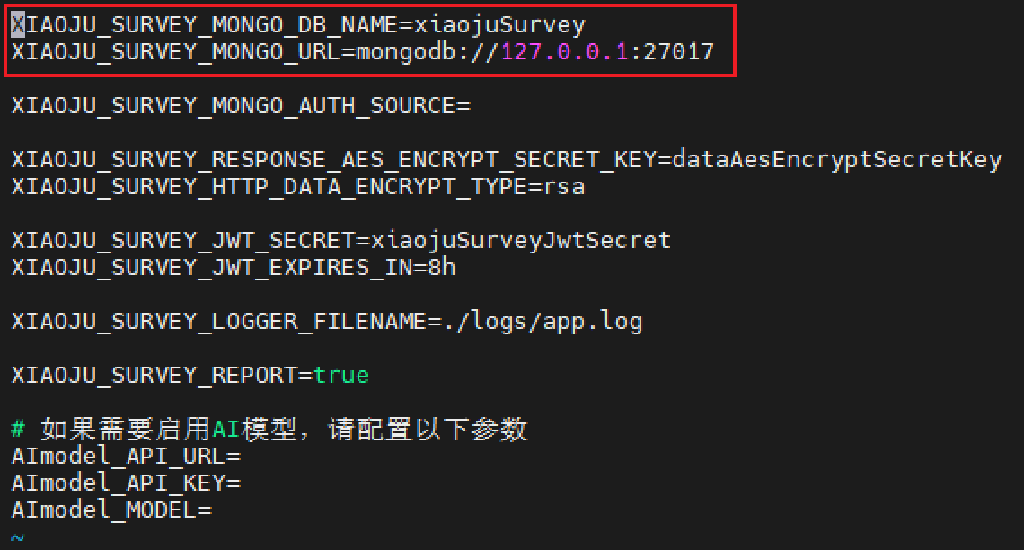 XIAOJU_SURVEY_MONGO_DB_NAME=xiaojuSurvey
XIAOJU_SURVEY_MONGO_URL=mongodb://127.0.0.1:27017
XIAOJU_SURVEY_MONGO_AUTH_SOURCE=
XIAOJU_SURVEY_RESPONSE_AES_ENCRYPT_SECRET_KEY=dataAesEncryptSecretKey
XIAOJU_SURVEY_HTTP_DATA_ENCRYPT_TYPE=rsa
XIAOJU_SURVEY_JWT_SECRET=xiaojuSurveyJwtSecret
XIAOJU_SURVEY_JWT_EXPIRES_IN=8h
XIAOJU_SURVEY_LOGGER_FILENAME=./logs/app.log
XIAOJU_SURVEY_REPORT=true
# 如果需要启用AI模型，请配置以下参数
AImodel_API_URL=
AImodel_API_KEY=
AImodel_MODEL=
~